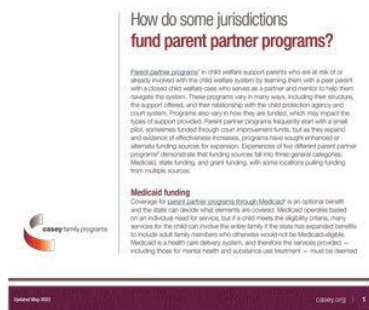 How do some jurisdictions
fund parent partner programs?
Parent partner programs¹ in child welfare support parents who are at risk of or
already involved with the child welfare system by teaming them with a peer parent
with a closed child welfare case who serves as a partner and mentor to help them
navigate the system. These programs vary in many ways, including their structure,
the support offered, and their relationship with the child protection agency and
court system. Programs also vary in how they are funded, which may impact the
types of support provided. Parent partner programs frequently start with a small
pilot, sometimes funded through court improvement funds, but as they expand
and evidence of effectiveness increases, programs have sought enhanced or
alternate funding sources for expansion. Experiences of five different parent partner
programs² demonstrate that funding sources fall into three general categories:
Medicaid, state funding, and grant funding, with some locations pulling funding
from multiple sources.
Medicaid funding
Coverage for parent partner programs through Medicaid³ is an optional benefit
and the state can decide what elements are covered. Medicaid operates based
on an individual need for service, but if a child meets the eligibility criteria, many
services for the child can involve the entire family if the state has expanded benefits
to include adult family members who otherwise would not be Medicaid-eligible.
Medicaid is a health care delivery system, and therefore the services provided —
including those for mental health and substance use treatment — must be deemed
casey family programs
Updated May 2022
casey.org | 1